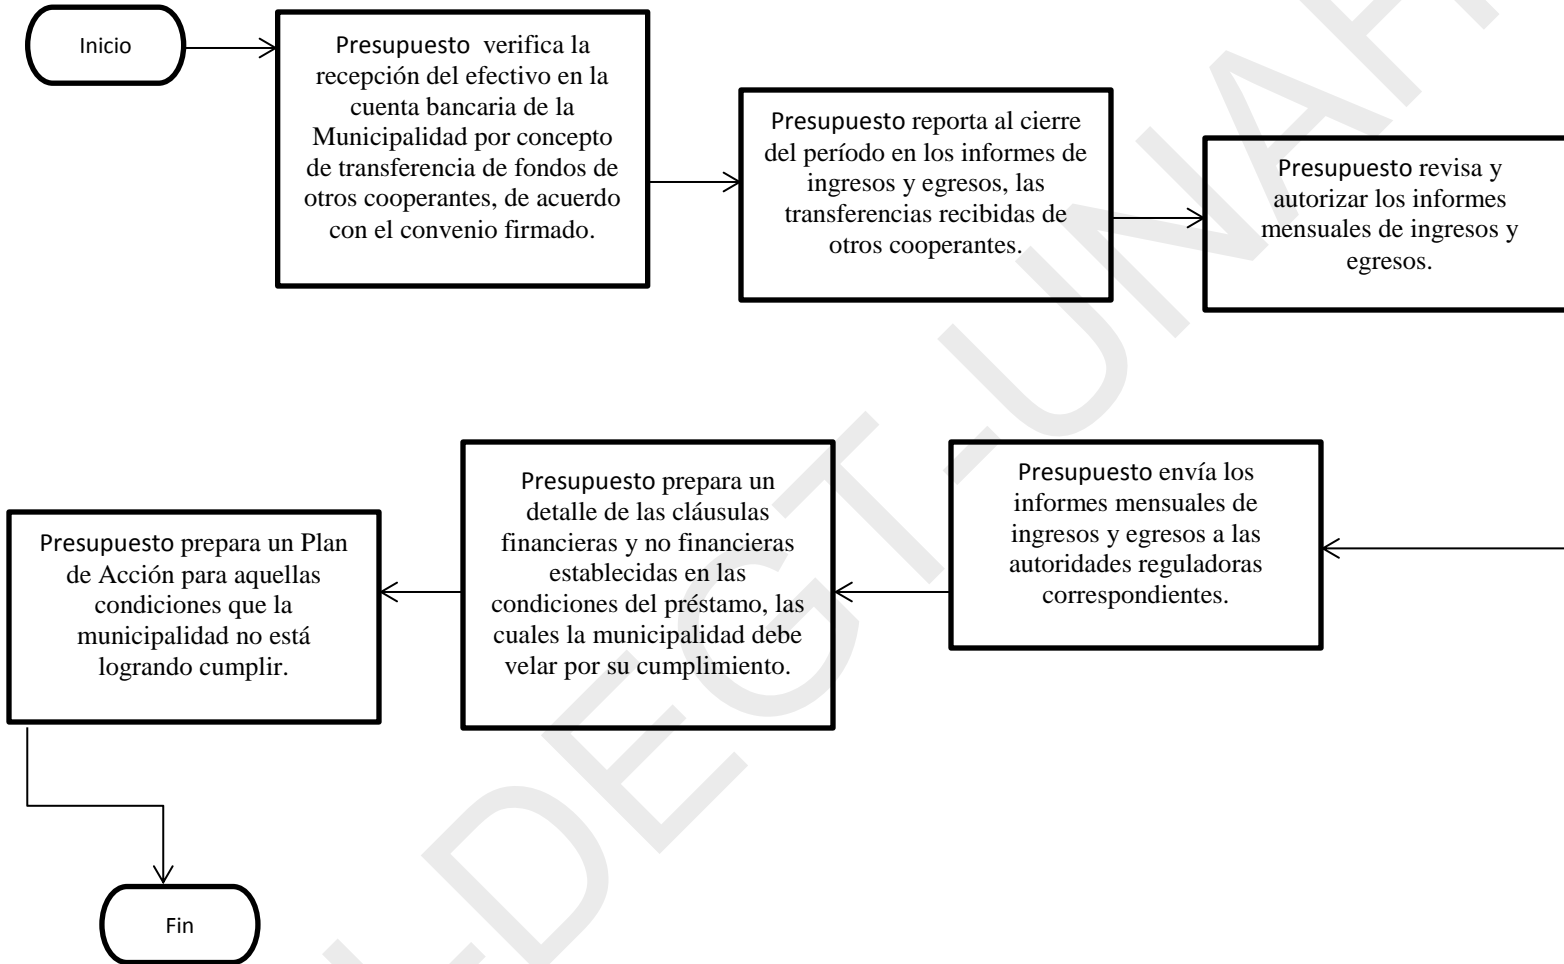 Inicio
Presupuesto verifica la
recepción del efectivo en la
cuenta bancaria de la
Municipalidad por concepto
de transferencia de fondos de
otros cooperantes, de acuerdo
con el convenio firmado.
Presupuesto reporta al cierre
del período en los informes de
ingresos y egresos, las
transferencias recibidas de
otros cooperantes.
Presupuesto revisa y
autorizar los informes
mensuales de ingresos y
egresos.
Presupuesto envía los
informes mensuales de
ingresos y egresos a las
autoridades reguladoras
correspondientes.
Presupuesto prepara un
detalle de las cláusulas
financieras y no financieras
establecidas en las
condiciones del préstamo, las
cuales la municipalidad debe
velar por su cumplimiento.
Presupuesto prepara un Plan
de Acción para aquellas
condiciones que la
municipalidad no está
logrando cumplir.
Fin
-DEGT-UNAH